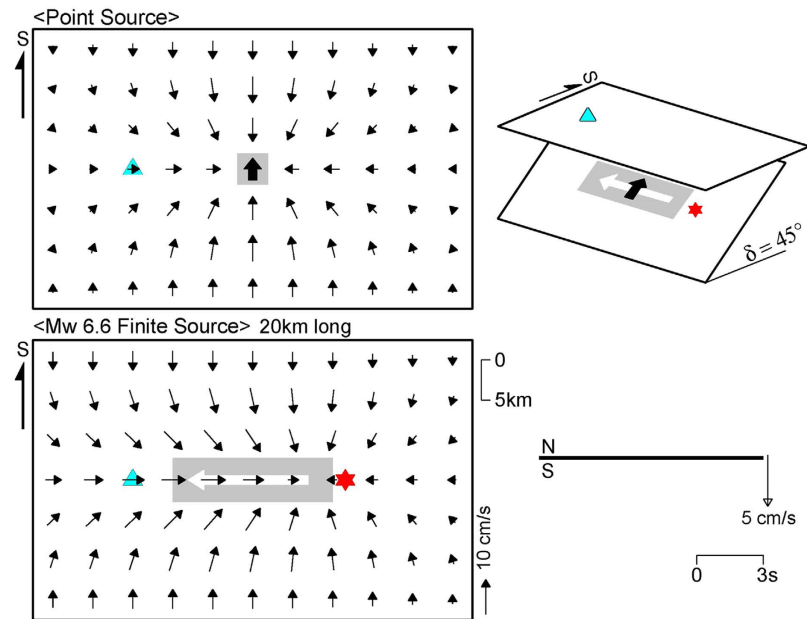 <Point Source>
S
S
δ = 45°
<Mw 6.6 Finite Source> 20km long
S
0
5km
10 cm/s
N
S
5 cm/s
0 3s